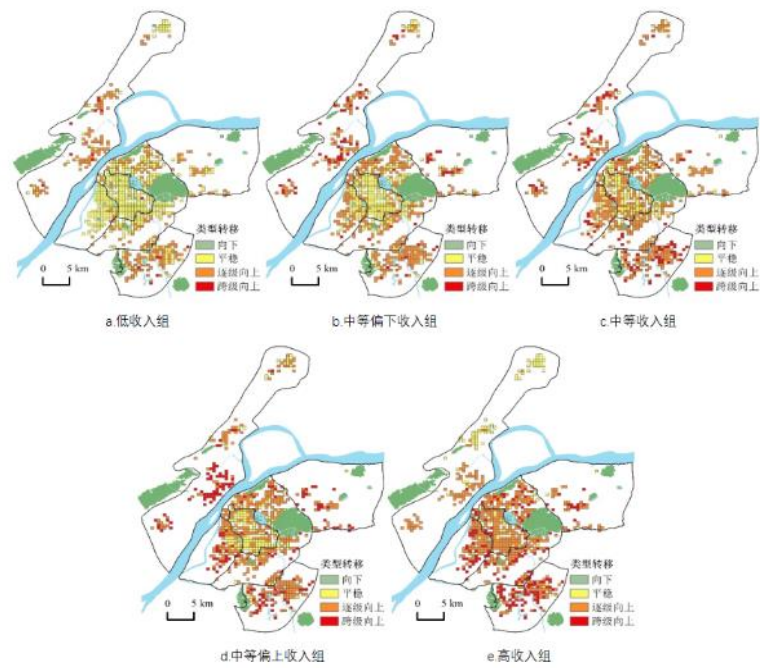 类型转移
向下
平稳
逐级向上
跨级向上
0 5 km
a.低收入组
类型转移
向下
平稳
逐级向上
跨级向上
0 5 km
b.中等偏下收入组
类型转移
向下
平稳
逐级向上
跨级向上
0 5 km
c.中等收入组
类型转移
向下
平稳
逐级向上
跨级向上
0 5 km
d.中等偏上收入组
类型转移
向下
平稳
逐级向上
跨级向上
0 5 km
e.高收入组